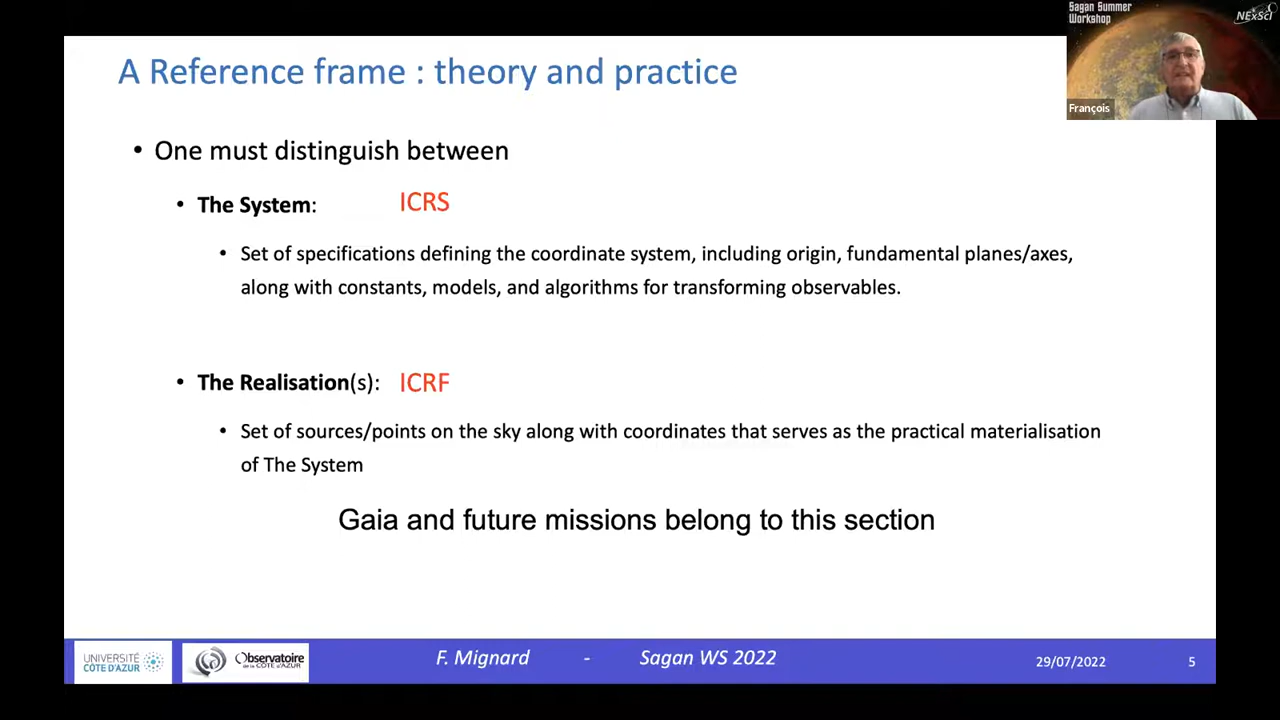 Sagan Summer
Workshop
NExScI
François
A Reference frame : theory and practice
• One must distinguish between
• The System: ICRS
• Set of specifications defining the coordinate system, including origin, fundamental planes/axes,
along with constants, models, and algorithms for transforming observables.
• The Realisation(s): ICRF
• Set of sources/points on the sky along with coordinates that serves as the practical materialisation
of The System
Gaia and future missions belong to this section
UNIVERSITÉ
CÔTE D'AZUR
Observatoire
de la CÔTE d'AZUR
F. Mignard - Sagan WS 2022
29/07/2022
5